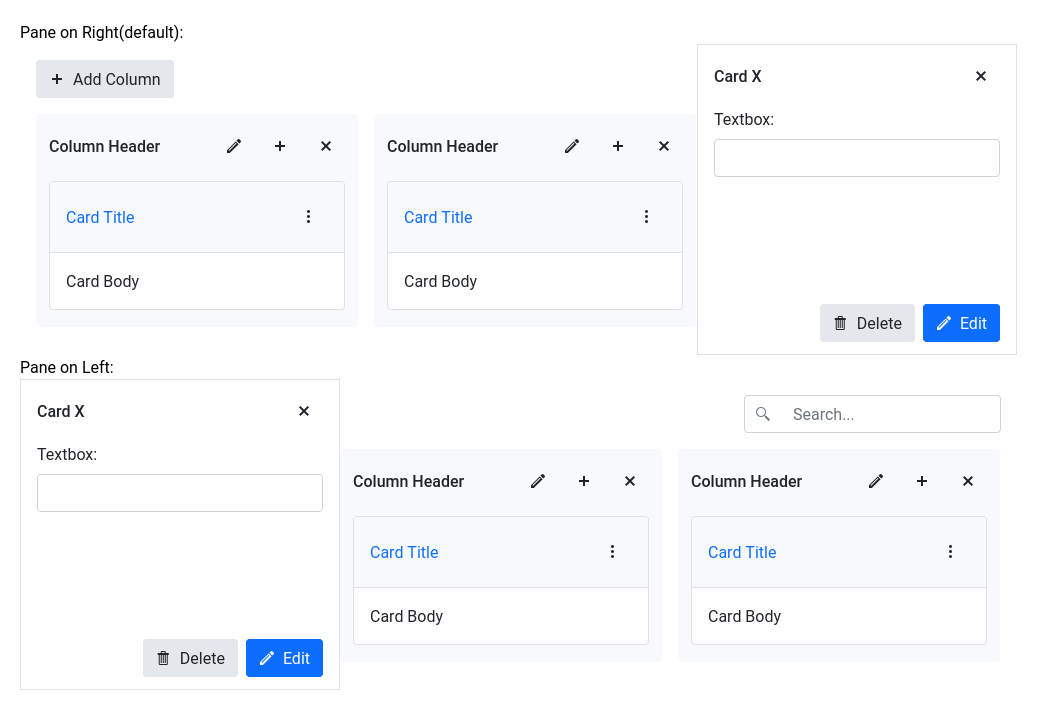 Pane on Right(default):
Add Column
Card X
Textbox:
Column Header
Column Header
Card Title
Card Title
Card Body
Card Body
Delete
Edit
Pane on Left:
Card X
Search...
Textbox:
Column Header
Column Header
Card Title
Card Title
Card Body
Card Body
Delete
Edit